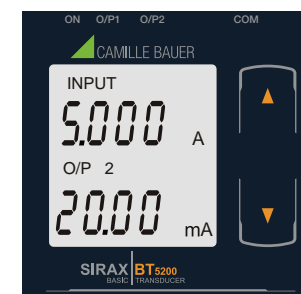 ON O/P1 O/P2 COM
CAMILLE BAUER
INPUT
5.000 A
O/P 2
20.00 mA
SIRAX BT5200
BASIC TRANSDUCER